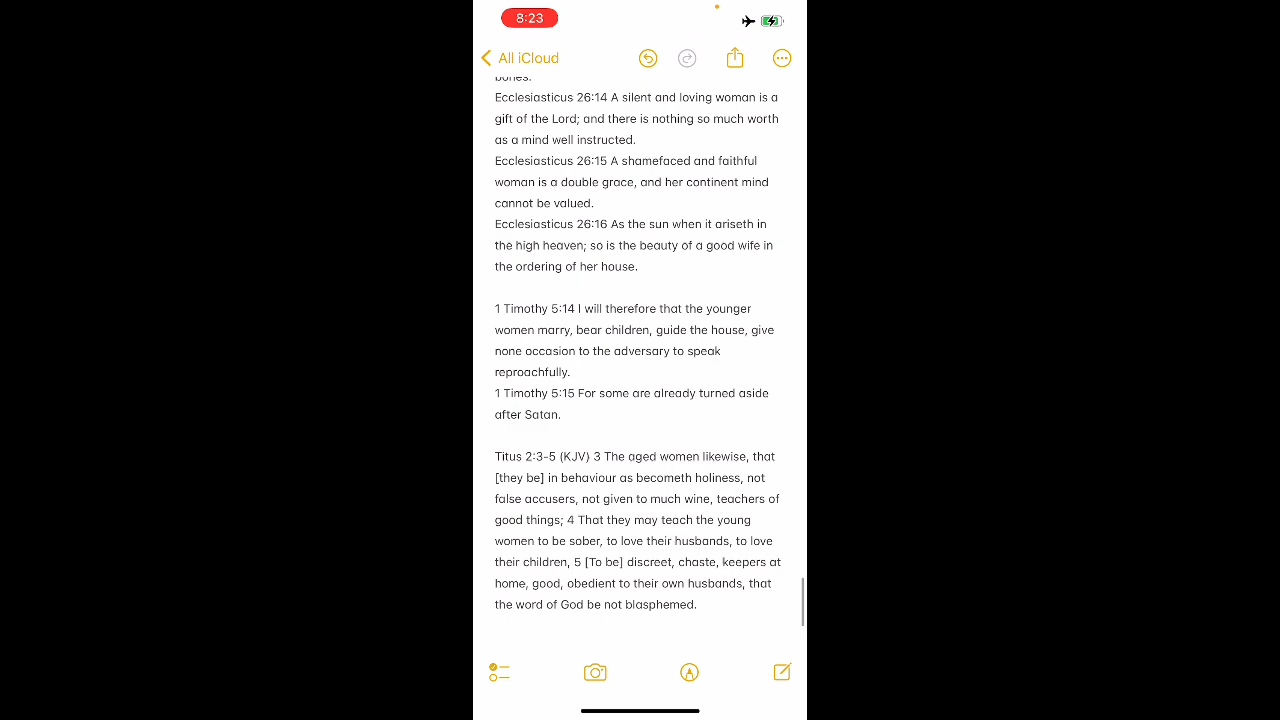 8:23
All iCloud
bones.
Ecclesiasticus 26:14 A silent and loving woman is a
gift of the Lord; and there is nothing so much worth
as a mind well instructed.
Ecclesiasticus 26:15 A shamefaced and faithful
woman is a double grace, and her continent mind
cannot be valued.
Ecclesiasticus 26:16 As the sun when it ariseth in
the high heaven; so is the beauty of a good wife in
the ordering of her house.
1 Timothy 5:14 I will therefore that the younger
women marry, bear children, guide the house, give
none occasion to the adversary to speak
reproachfully.
1 Timothy 5:15 For some are already turned aside
after Satan.
Titus 2:3-5 (KJV) 3 The aged women likewise, that
[they be] in behaviour as becometh holiness, not
false accusers, not given to much wine, teachers of
good things; 4 That they may teach the young
women to be sober, to love their husbands, to love
their children, 5 [To be] discreet, chaste, keepers at
home, good, obedient to their own husbands, that
the word of God be not blasphemed.